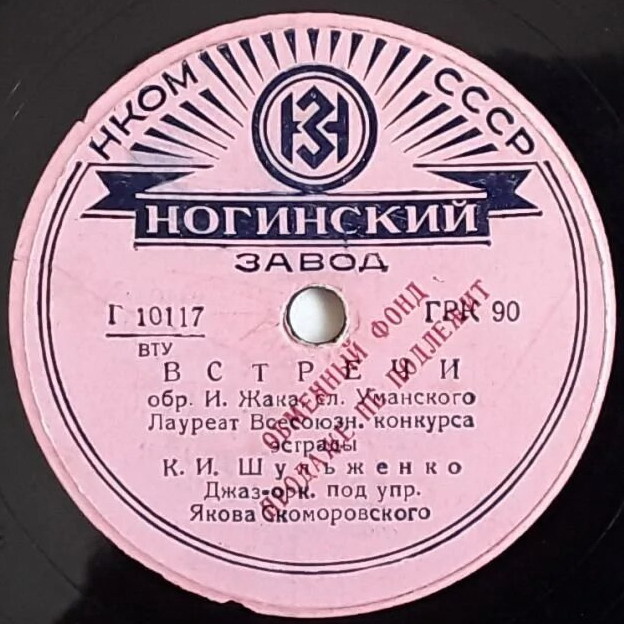 НКОМ СССР
НЗ
НОГИНСКИЙ
ЗАВОД
Г 10117
ГРК 90
ВТУ
ВСТРЕЧИ
обр. И. Жака, сл. Уманского
Лауреат Всесоюзн. конкурса
эстрады
К. И. Шульженко
Джаз-орк. под упр.
Якова Скоморовского
ОБМЕННЫЙ ФОНД
ПРОДАЖЕ НЕ ПОДЛЕЖИТ